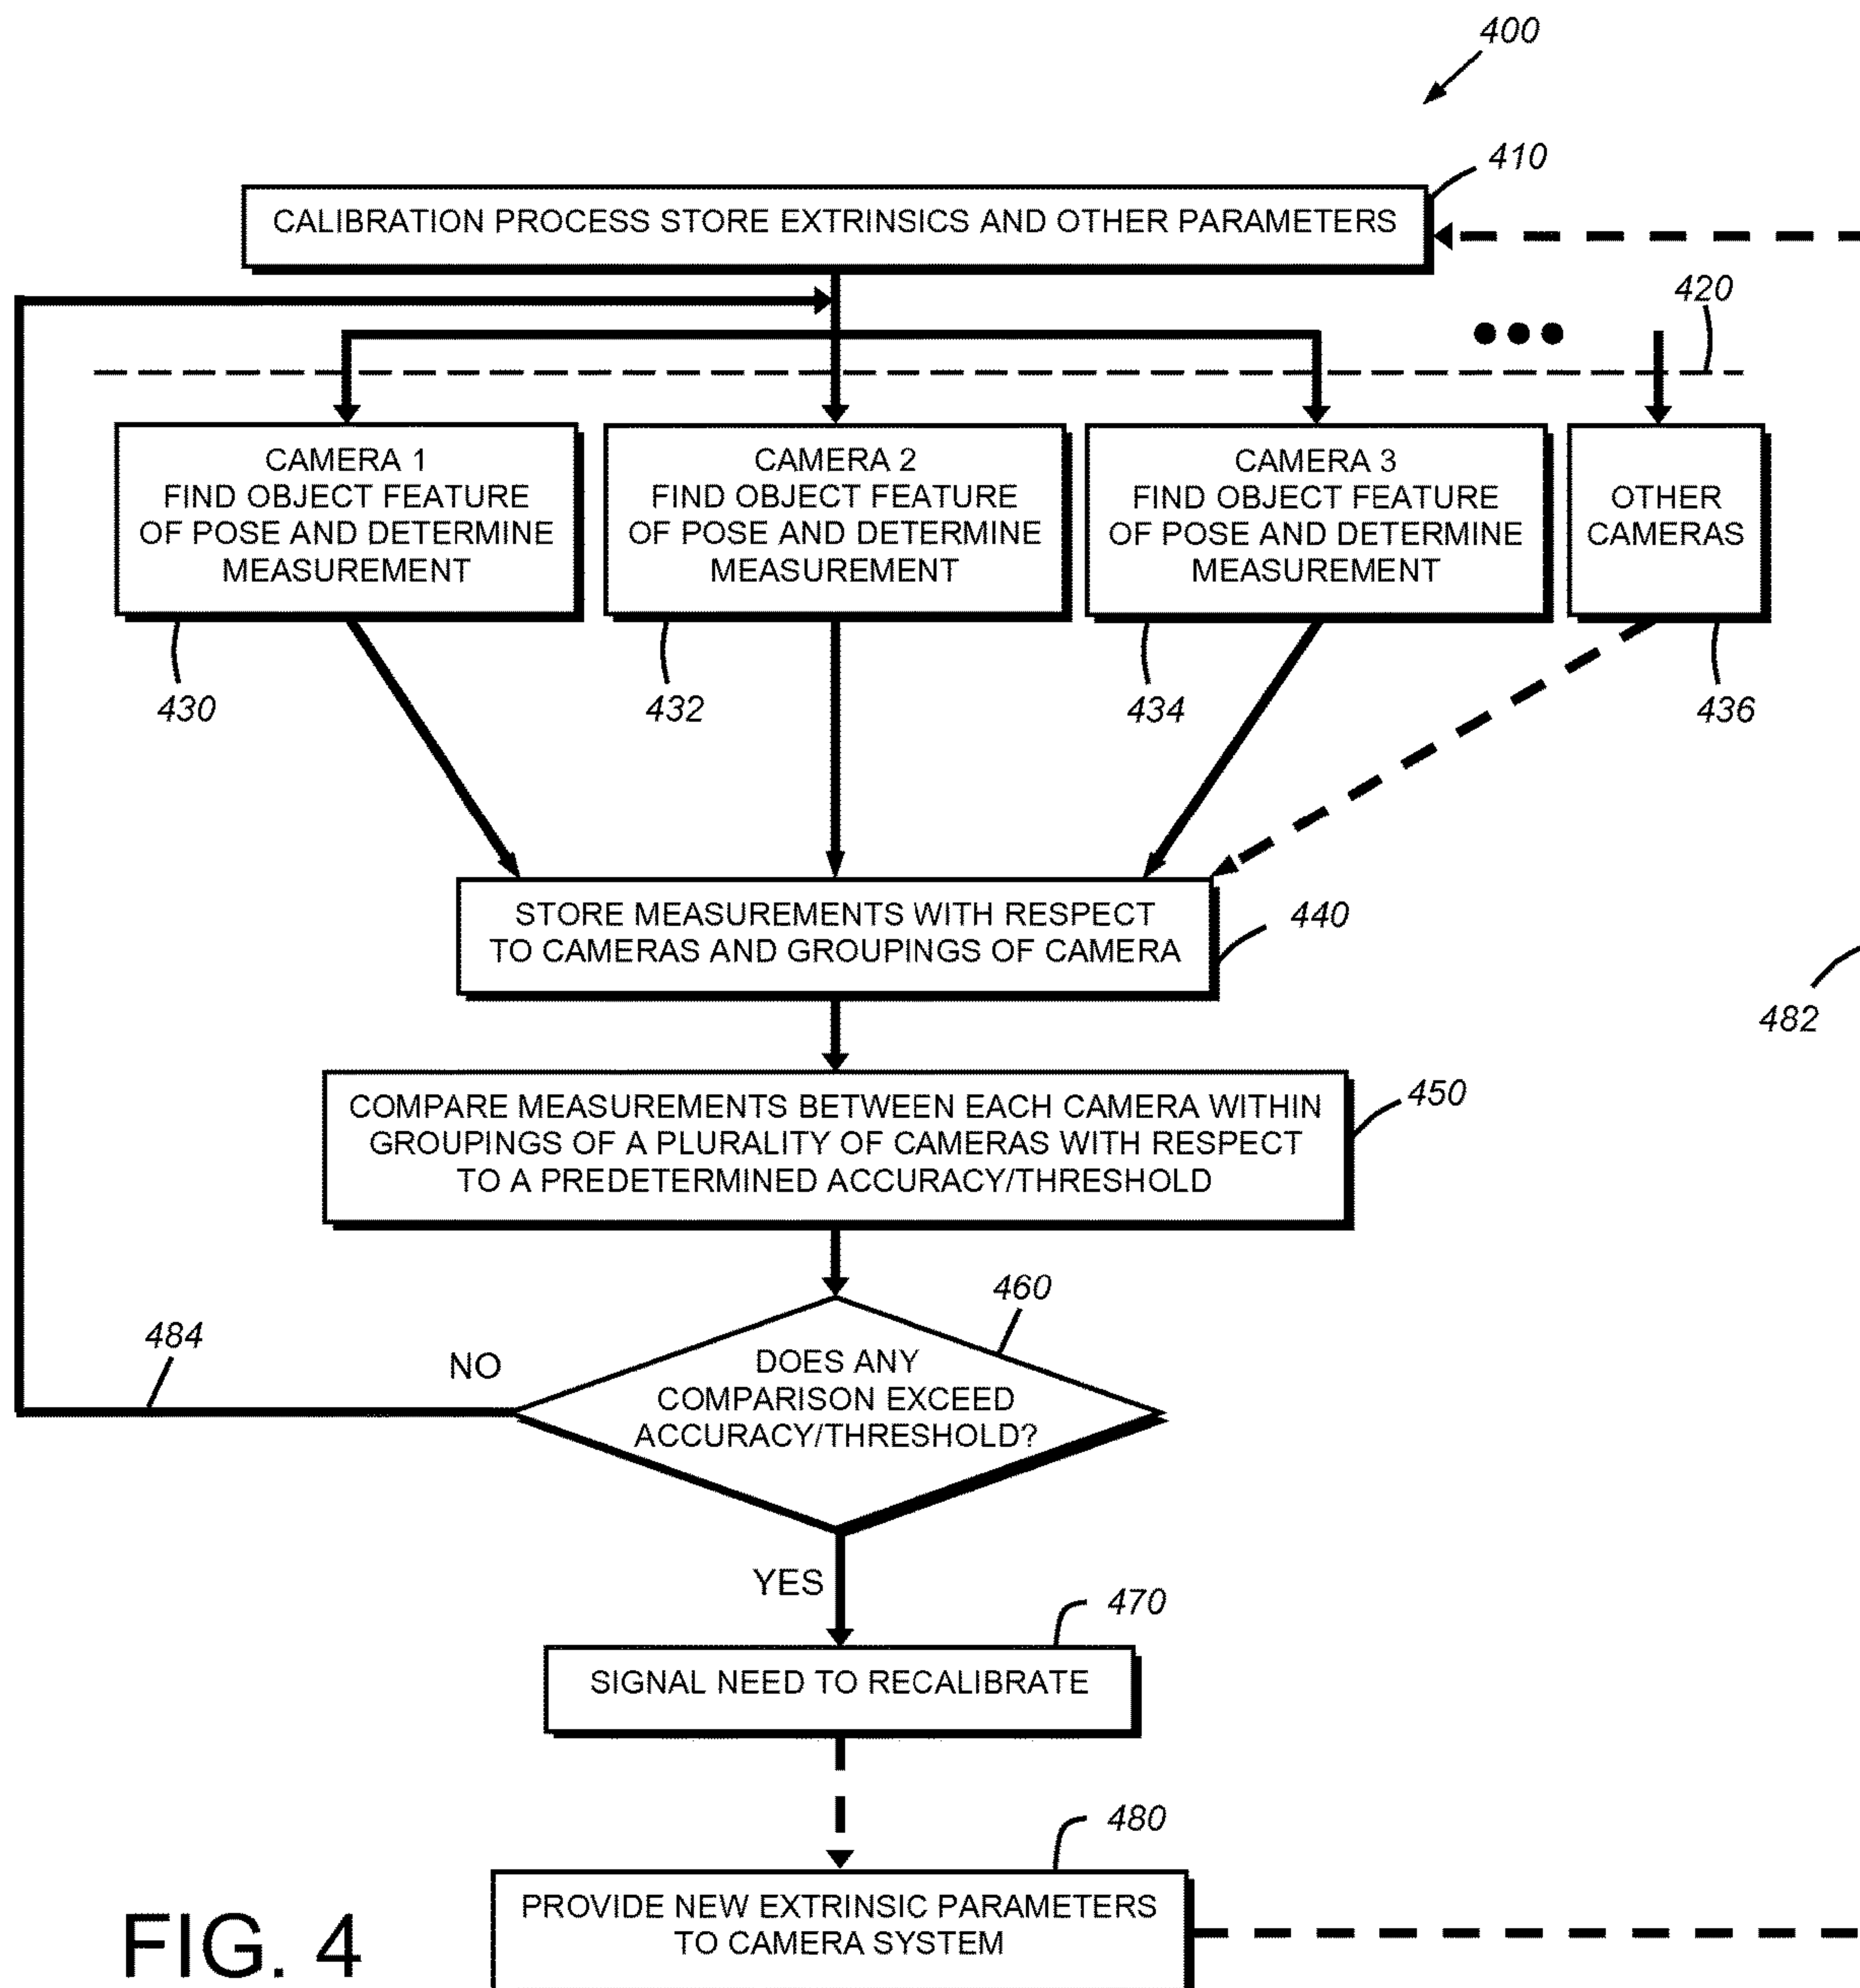 400
410
CALIBRATION PROCESS STORE EXTRINSICS AND OTHER PARAMETERS
420
CAMERA 1
FIND OBJECT FEATURE
OF POSE AND DETERMINE
MEASUREMENT
CAMERA 2
FIND OBJECT FEATURE
OF POSE AND DETERMINE
MEASUREMENT
CAMERA 3
FIND OBJECT FEATURE
OF POSE AND DETERMINE
MEASUREMENT
OTHER
CAMERAS
430
432
434
436
STORE MEASUREMENTS WITH RESPECT
TO CAMERAS AND GROUPINGS OF CAMERA
440
482
COMPARE MEASUREMENTS BETWEEN EACH CAMERA WITHIN
GROUPINGS OF A PLURALITY OF CAMERAS WITH RESPECT
TO A PREDETERMINED ACCURACY/THRESHOLD
450
460
484
NO
DOES ANY
COMPARISON EXCEED
ACCURACY/THRESHOLD?
YES
470
SIGNAL NEED TO RECALIBRATE
480
PROVIDE NEW EXTRINSIC PARAMETERS
TO CAMERA SYSTEM
FIG. 4